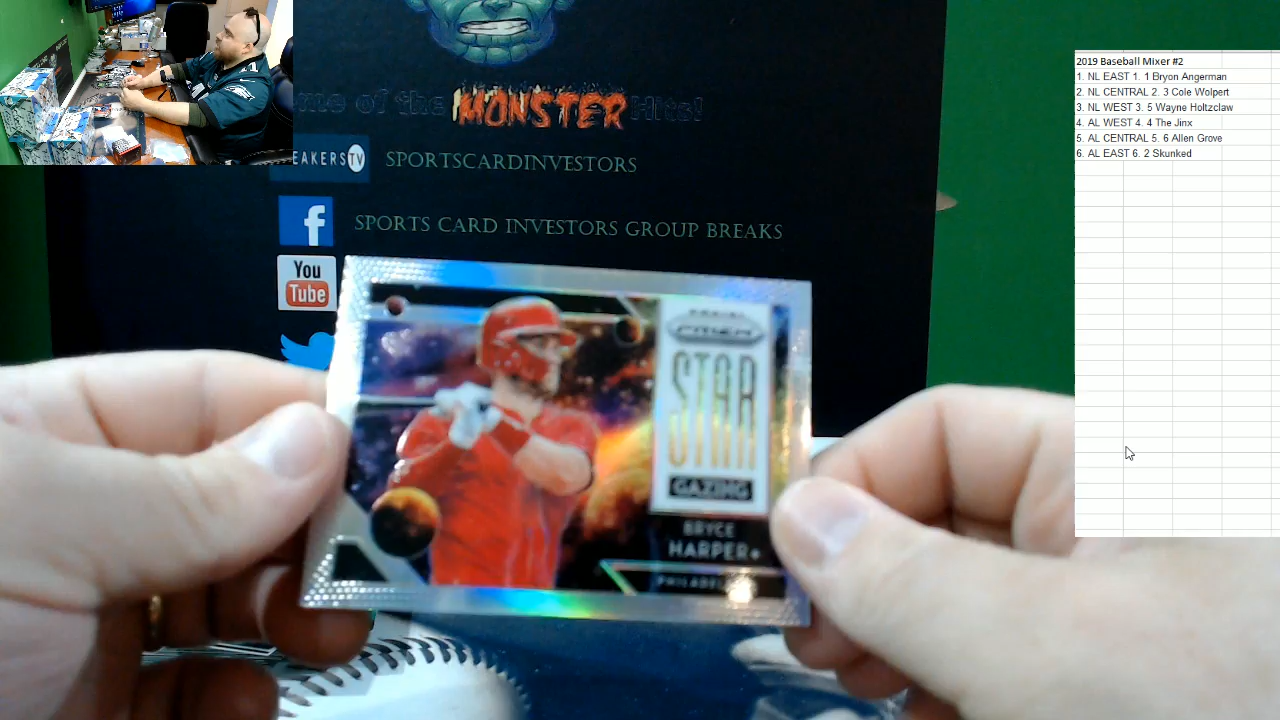 me of the MONSTER Hits!
EAKERS TV SPORTSCARDINVESTORS
f SPORTS CARD INVESTORS GROUP BREAKS
You
Tube
PRIZM
STAR
GAZING
BRYCE
HARPER
2019 Baseball Mixer #2
1. NL EAST 1. 1 Bryon Angerman
2. NL CENTRAL 2. 3 Cole Wolpert
3. NL WEST 3. 5 Wayne Holtzclaw
4. AL WEST 4. 4 The Jinx
5. AL CENTRAL 5. 6 Allen Grove
6. AL EAST 6. 2 Skunked